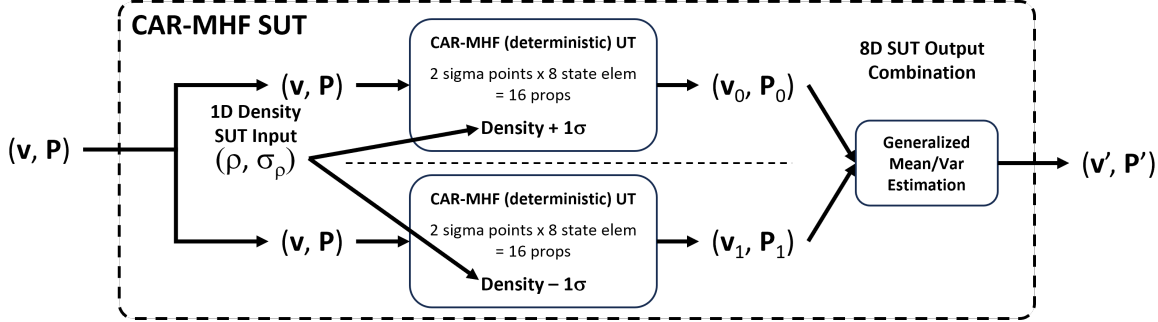 CAR-MHF SUT
(v, P)
(v, P)
1D Density
SUT Input
(ρ, σρ)
CAR-MHF (deterministic) UT
2 sigma points x 8 state elem
= 16 props
Density + 1σ
(v0, P0)
8D SUT Output
Combination
Generalized
Mean/Var
Estimation
(v’, P’)
(v, P)
CAR-MHF (deterministic) UT
2 sigma points x 8 state elem
= 16 props
Density – 1σ
(v1, P1)